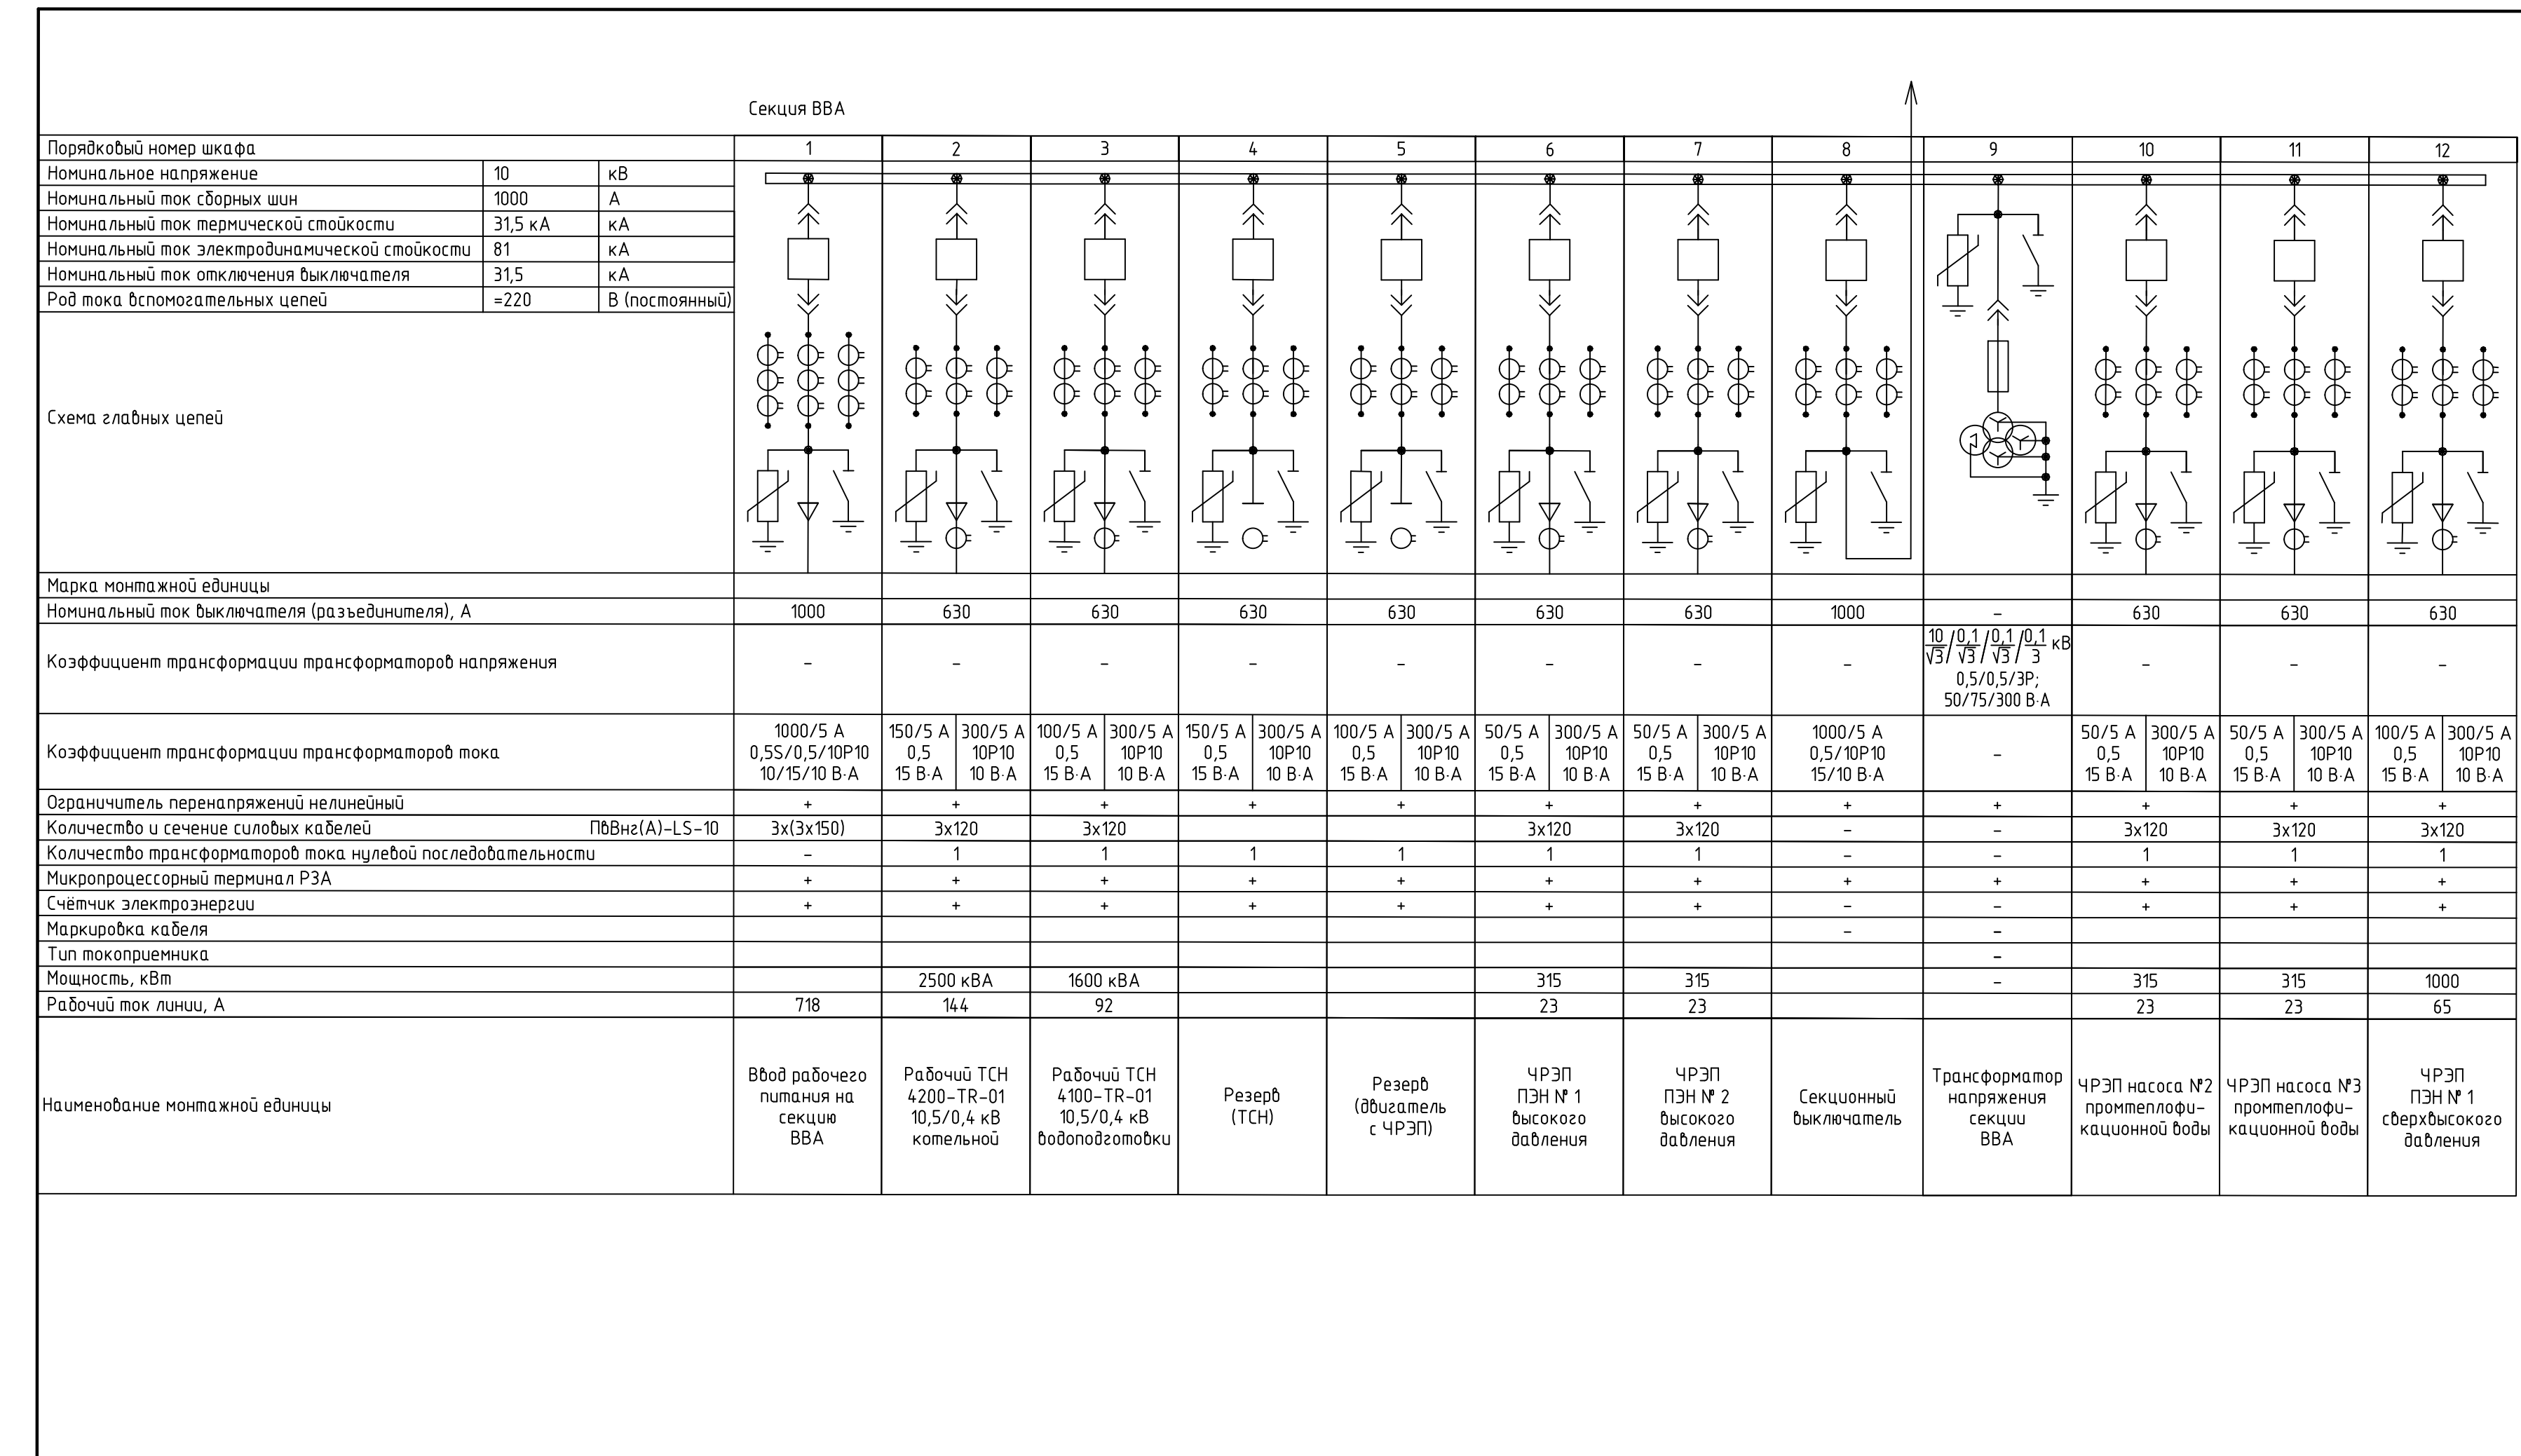 Секция BBA
Порядковый номер шкафа 1 2 3 4 5 6 7 8 9 10 11 12
Номинальное напряжение 10 кВ
Номинальный ток сборных шин 1000 А
Номинальный ток термической стойкости 31,5 кА кА
Номинальный ток электродинамической стойкости 81 кА
Номинальный ток отключения выключателя 31,5 кА
Род тока вспомогательных цепей =220 В (постоянный)
Схема главных цепей
Марка монтажной единицы
Номинальный ток выключателя (разъединителя), А 1000 630 630 630 630 630 630 1000 – 630 630 630
Коэффициент трансформации трансформаторов напряжения – – – – – – – – 10/√3/0,1/√3/0,1/√3/0,1/3 кВ – – –
0,5/0,5/3Р;
50/75/300 В·А
Коэффициент трансформации трансформаторов тока
1000/5 А
0,5S/0,5/10Р10
10/15/10 В·А
150/5 А 300/5 А
0,5 10Р10
15 В·А 10 В·А
100/5 А 300/5 А
0,5 10Р10
15 В·А 10 В·А
150/5 А 300/5 А
0,5 10Р10
15 В·А 10 В·А
100/5 А 300/5 А
0,5 10Р10
15 В·А 10 В·А
50/5 А 300/5 А
0,5 10Р10
15 В·А 10 В·А
50/5 А 300/5 А
0,5 10Р10
15 В·А 10 В·А
1000/5 А
0,5/10Р10
15/10 В·А
–
50/5 А 300/5 А
0,5 10Р10
15 В·А 10 В·А
50/5 А 300/5 А
0,5 10Р10
15 В·А 10 В·А
100/5 А 300/5 А
0,5 10Р10
15 В·А 10 В·А
Ограничитель перенапряжений нелинейный + + + + + + + + + + + +
Количество и сечение силовых кабелей ПвВнг(А)-LS-10 3х(3х150) 3х120 3х120 3х120 3х120 – – 3х120 3х120 3х120
Количество трансформаторов тока нулевой последовательности – 1 1 1 1 1 1 – – 1 1 1
Микропроцессорный терминал РЗА + + + + + + + + + + + +
Счётчик электроэнергии + + + + + + + – – + + +
Маркировка кабеля – –
Тип токоприемника –
Мощность, кВт 2500 кВА 1600 кВА 315 315 – 315 315 1000
Рабочий ток линии, А 718 144 92 23 23 23 23 65
Наименование монтажной единицы
Ввод рабочего
питания на
секцию
BBA
Рабочий ТСН
4200-TR-01
10,5/0,4 кВ
котельной
Рабочий ТСН
4100-TR-01
10,5/0,4 кВ
водоподготовки
Резерв
(ТСН)
Резерв
(двигатель
с ЧРЭП)
ЧРЭП
ПЭН № 1
высокого
давления
ЧРЭП
ПЭН № 2
высокого
давления
Секционный
выключатель
Трансформатор
напряжения
секции
BBA
ЧРЭП насоса №2
промтеплофи-
кационной воды
ЧРЭП насоса №3
промтеплофи-
кационной воды
ЧРЭП
ПЭН № 1
сверхвысокого
давления